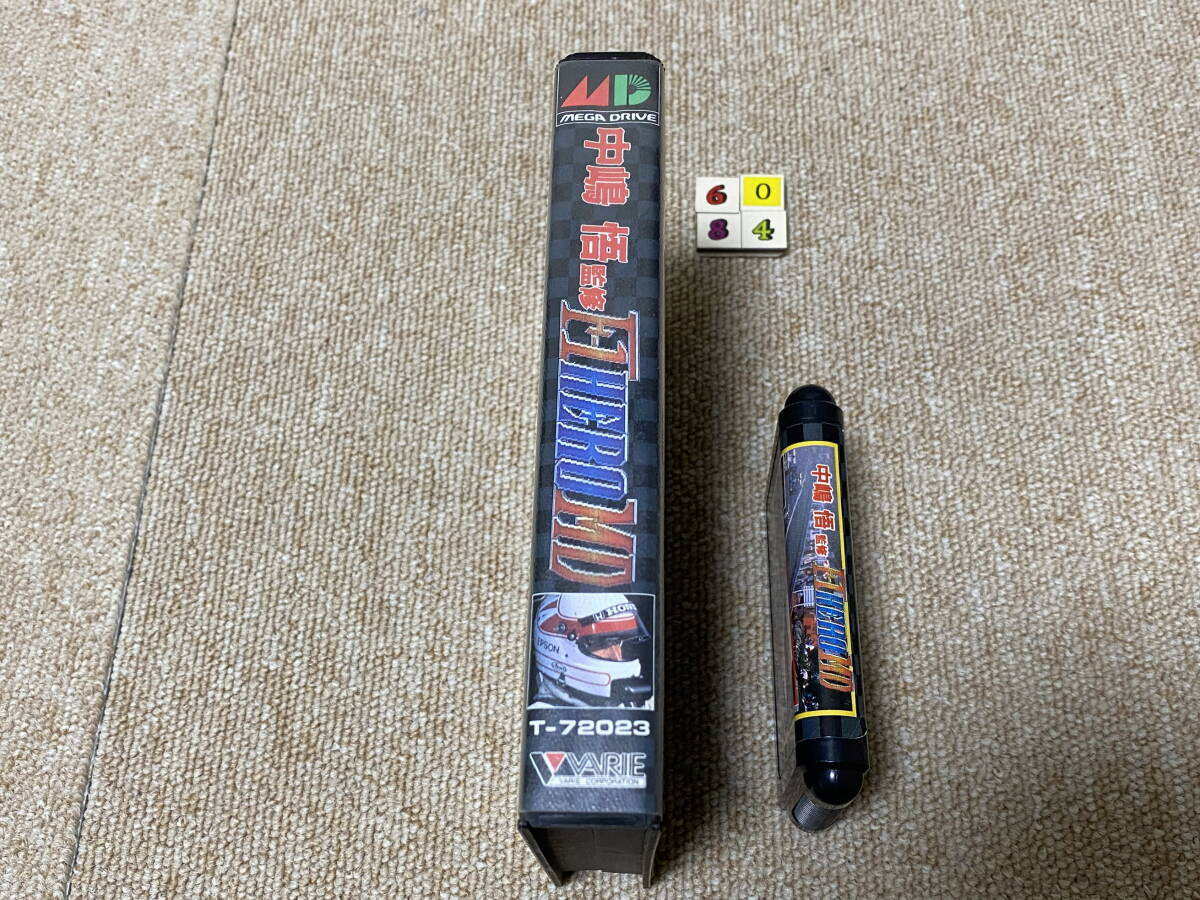 MD
MEGA DRIVE
中嶋 悟 監修
F1 HERO MD
EPSON
T-72023
VARIE
VARIE CORPORATION
6 0
8 4
中嶋 悟 監修
F1 HERO MD